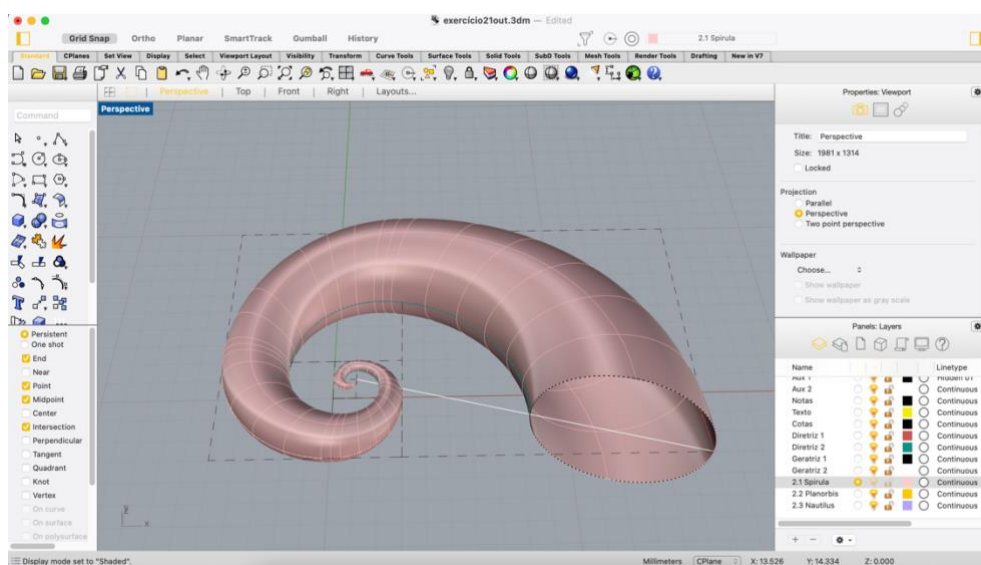 exercício21out.3dm — Edited
Grid Snap Ortho Planar SmartTrack Gumball History 2.1 Spirula
Standard CPlanes Set View Display Select Viewport Layout Visibility Transform Curve Tools Surface Tools Solid Tools SubD Tools Mesh Tools Render Tools Drafting New in V7
Perspective | Top | Front | Right | Layouts...
Command
Perspective
Persistent
One shot
End
Near
Point
Midpoint
Center
Intersection
Perpendicular
Tangent
Quadrant
Knot
Vertex
On curve
On surface
On polysurface
z
x
Properties: Viewport
Title: Perspective
Size: 1981 x 1314
Locked
Projection
Parallel
Perspective
Two point perspective
Wallpaper
Choose...
Show wallpaper
Show wallpaper as gray scale
Panels: Layers
Name Linetype
Aux 1 Hidden 01
Aux 2 Continuous
Notas Continuous
Texto Continuous
Cotas Continuous
Diretriz 1 Continuous
Diretriz 2 Continuous
Geratriz 1 Continuous
Geratriz 2 Continuous
2.1 Spirula Continuous
2.2 Planorbis Continuous
2.3 Nautilus Continuous
Display mode set to "Shaded". Millimeters CPlane X: 13.526 Y: 14.334 Z: 0.000